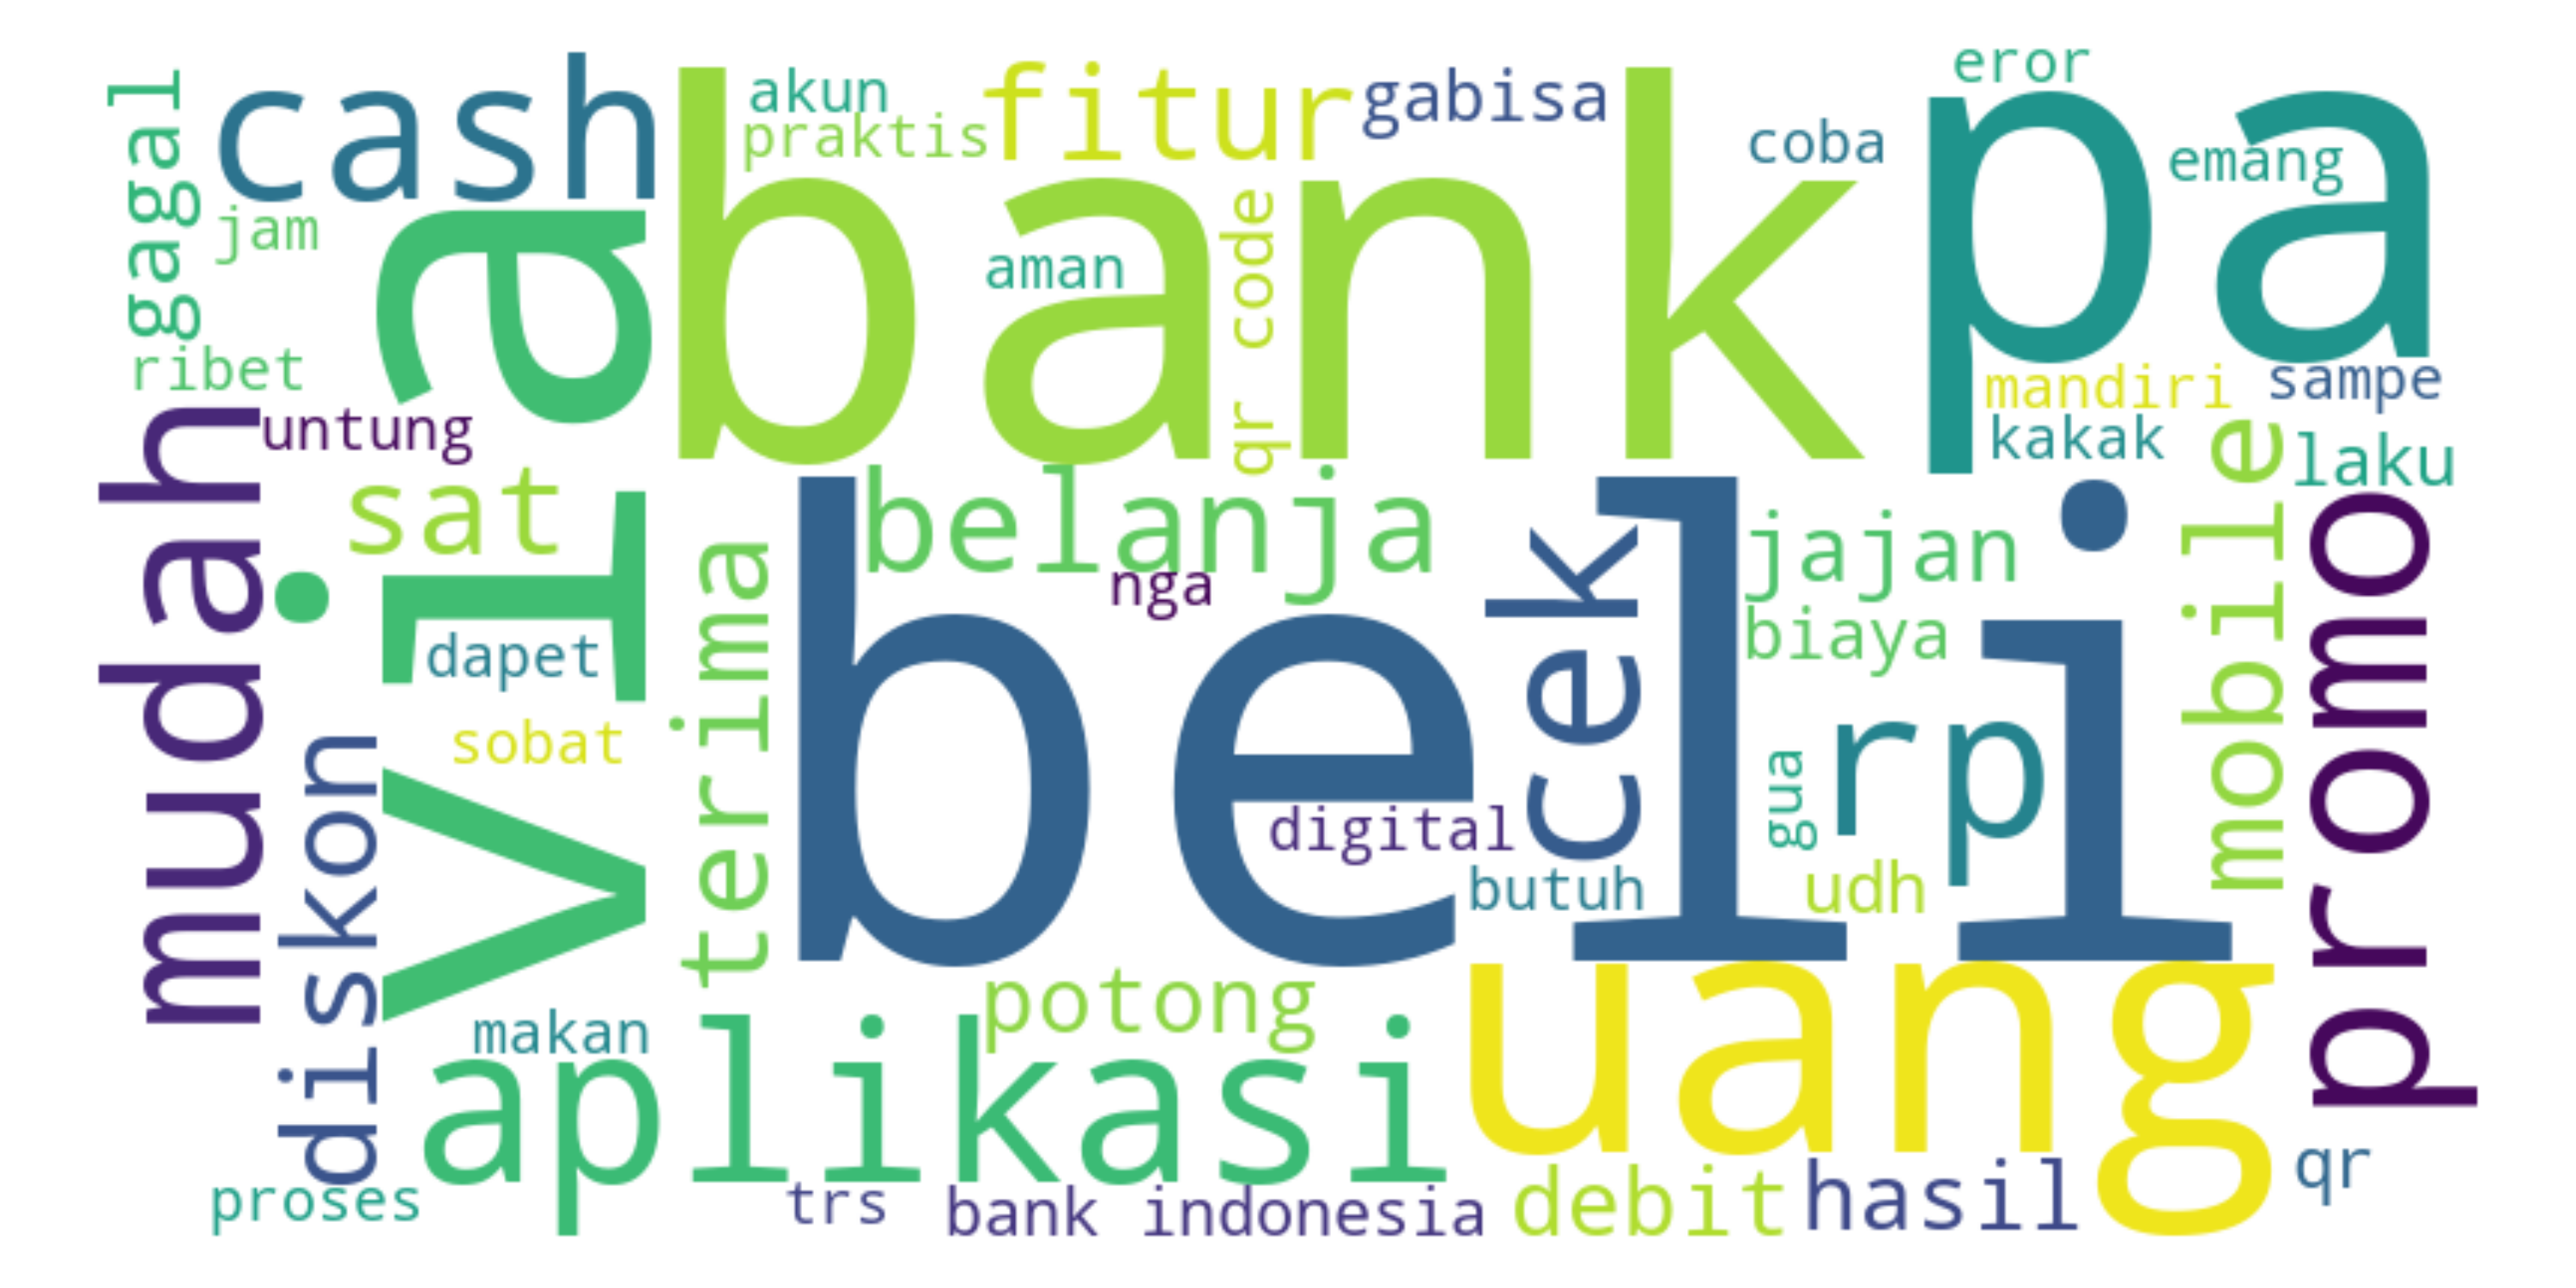 eror
akun
fitur
gabisa
cash
praktis
coba
emang
gagal
jam
bank
pa
aman
qr code
ribet
mandiri
sampe
untung
kakak
laku
sat
belanja
jajan
nga
via
mudah
dapet
sobat
terima
beli
cek
biaya
rp
gua
mobile
promo
digital
butuh
udh
diskon
makan
potong
uang
aplikasi
proses
trs
bank indonesia
debit
hasil
qr